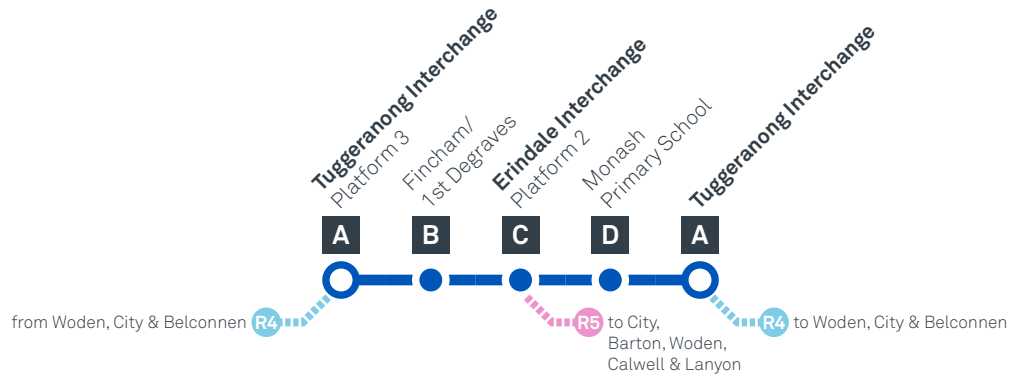 Tuggeranong Interchange
Platform 3
Fincham/
1st Degraves
Erindale Interchange
Platform 2
Monash
Primary School
Tuggeranong Interchange
A
B
C
D
A
from Woden, City & Belconnen R4
R5 to City,
Barton, Woden,
Calwell & Lanyon
R4 to Woden, City & Belconnen